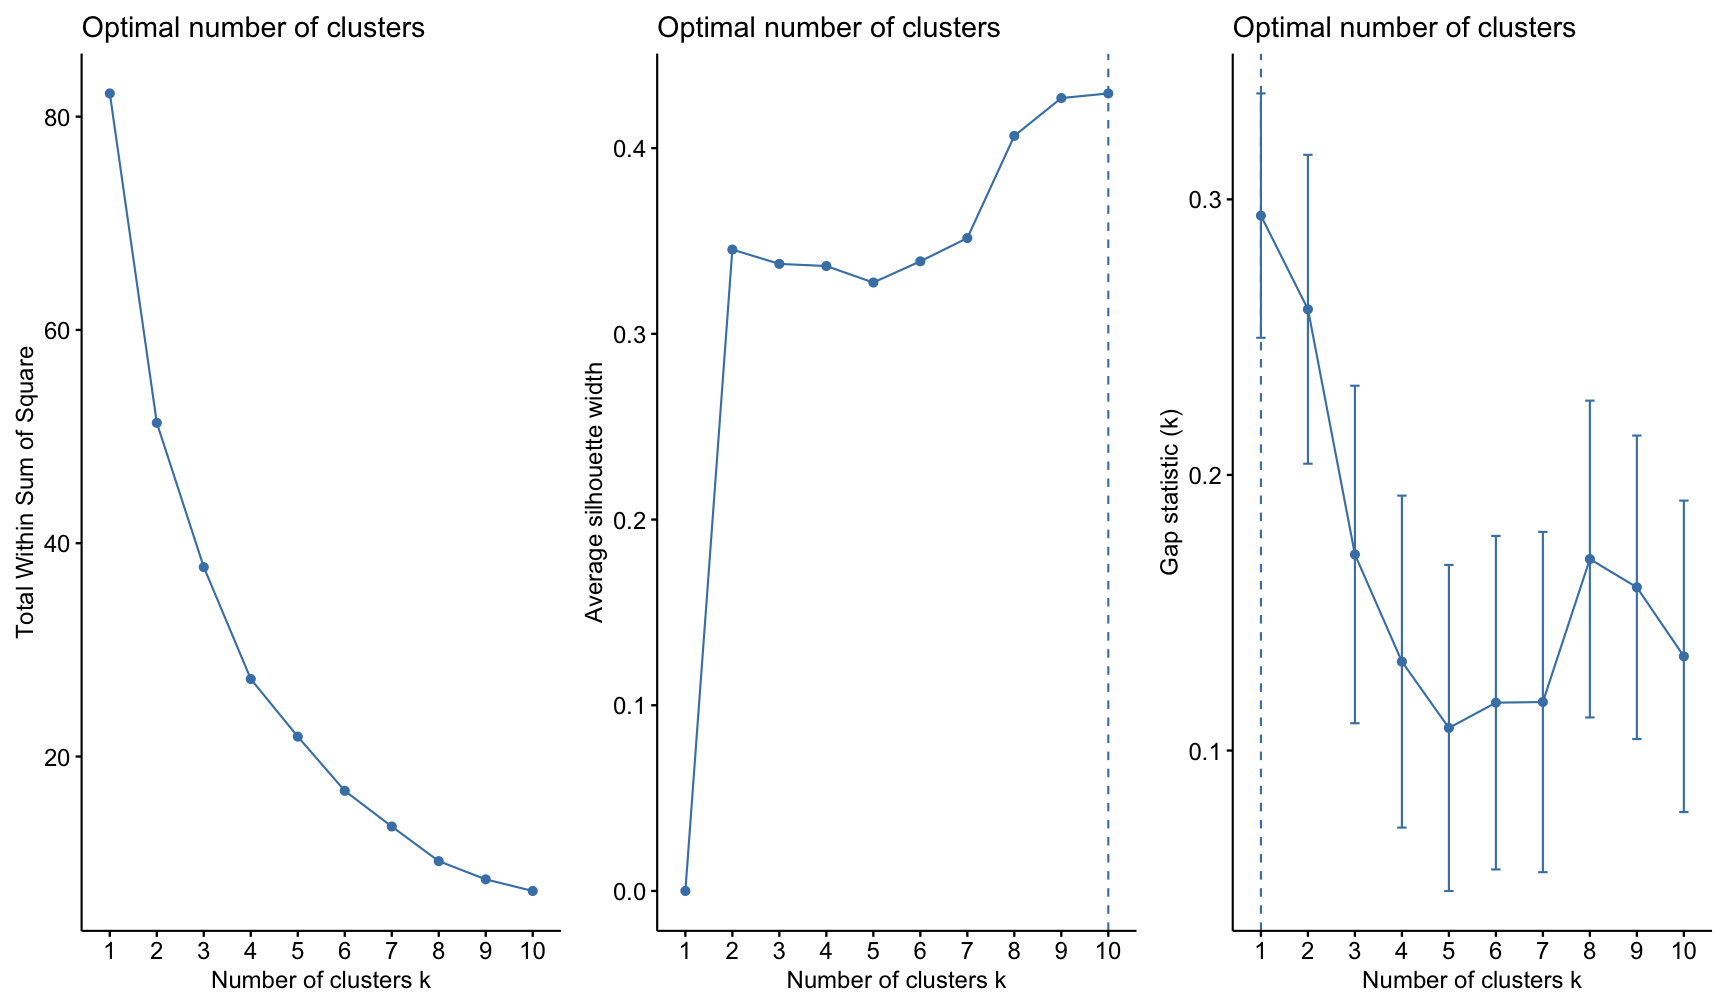 Optimal number of clusters
80
60
40
20
Total Within Sum of Square
1 2 3 4 5 6 7 8 9 10
Number of clusters k
Optimal number of clusters
0.4
0.3
0.2
0.1
0.0
Average silhouette width
1 2 3 4 5 6 7 8 9 10
Number of clusters k
Optimal number of clusters
0.3
0.2
0.1
Gap statistic (k)
1 2 3 4 5 6 7 8 9 10
Number of clusters k